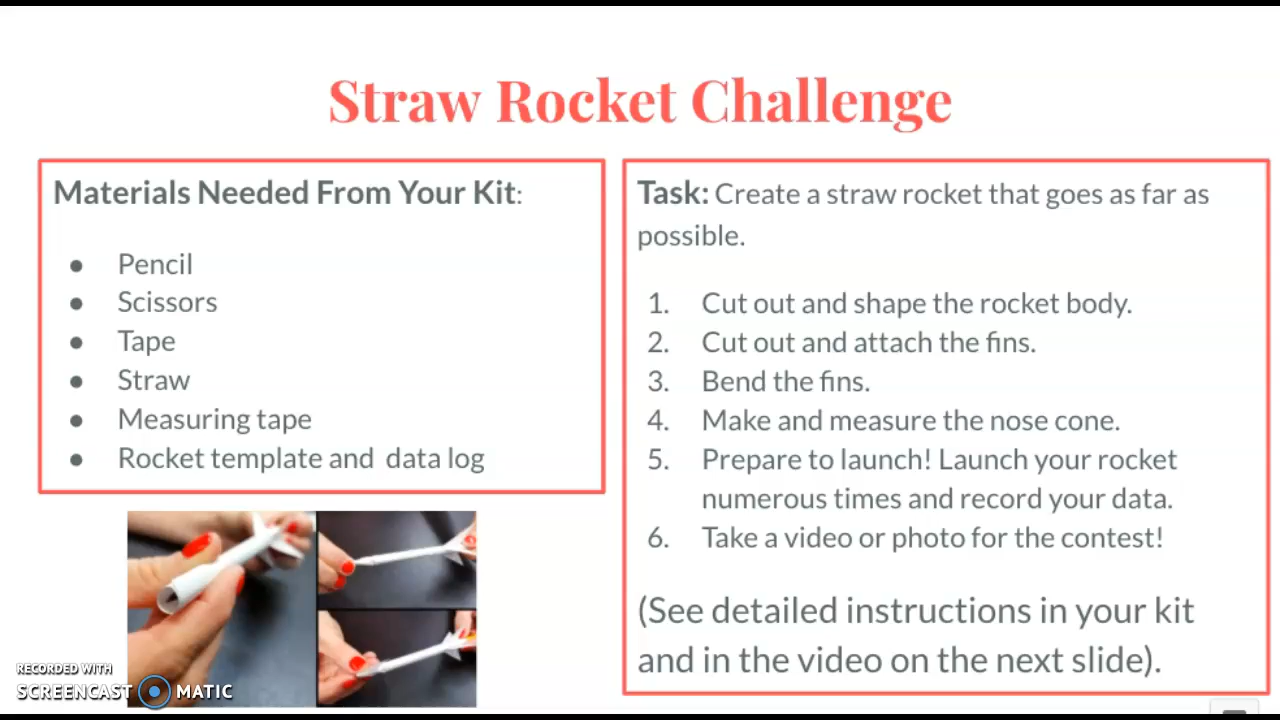 Straw Rocket Challenge
Materials Needed From Your Kit:
● Pencil
● Scissors
● Tape
● Straw
● Measuring tape
● Rocket template and data log
Task: Create a straw rocket that goes as far as
possible.
1. Cut out and shape the rocket body.
2. Cut out and attach the fins.
3. Bend the fins.
4. Make and measure the nose cone.
5. Prepare to launch! Launch your rocket
numerous times and record your data.
6. Take a video or photo for the contest!
(See detailed instructions in your kit
and in the video on the next slide).
RECORDED WITH
SCREENCAST MATIC